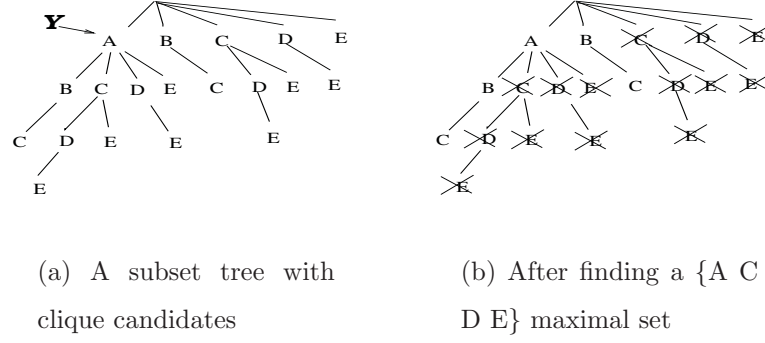 Y
A B C D E
B C D E C D E E
C D E E E
E
A
B C D E
B C D E C D E E
C D E E E
E
(a) A subset tree with
clique candidates
(b) After finding a {A C
D E} maximal set